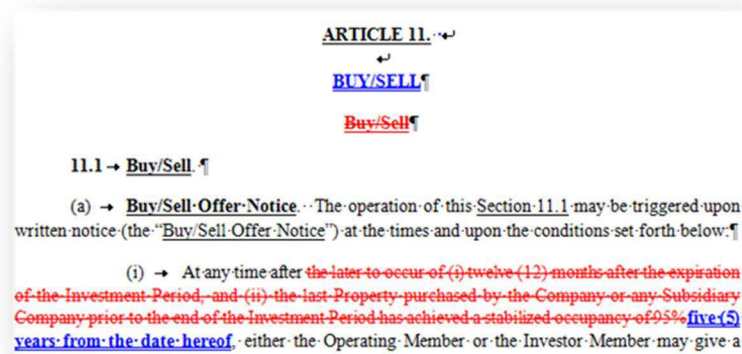 ARTICLE 11.
BUY/SELL¶
Buy/Sell¶
11.1 → Buy/Sell. ¶
(a) → Buy/Sell Offer Notice. The operation of this Section 11.1 may be triggered upon
written notice (the “Buy/Sell Offer Notice”) at the times and upon the conditions set forth below:¶
(i) → At any time after the later to occur of (i) twelve (12) months after the expiration
of the Investment Period, and (ii) the last Property purchased by the Company or any Subsidiary
Company prior to the end of the Investment Period has achieved a stabilized occupancy of 95%five (5)
years from the date hereof, either the Operating Member or the Investor Member may give a